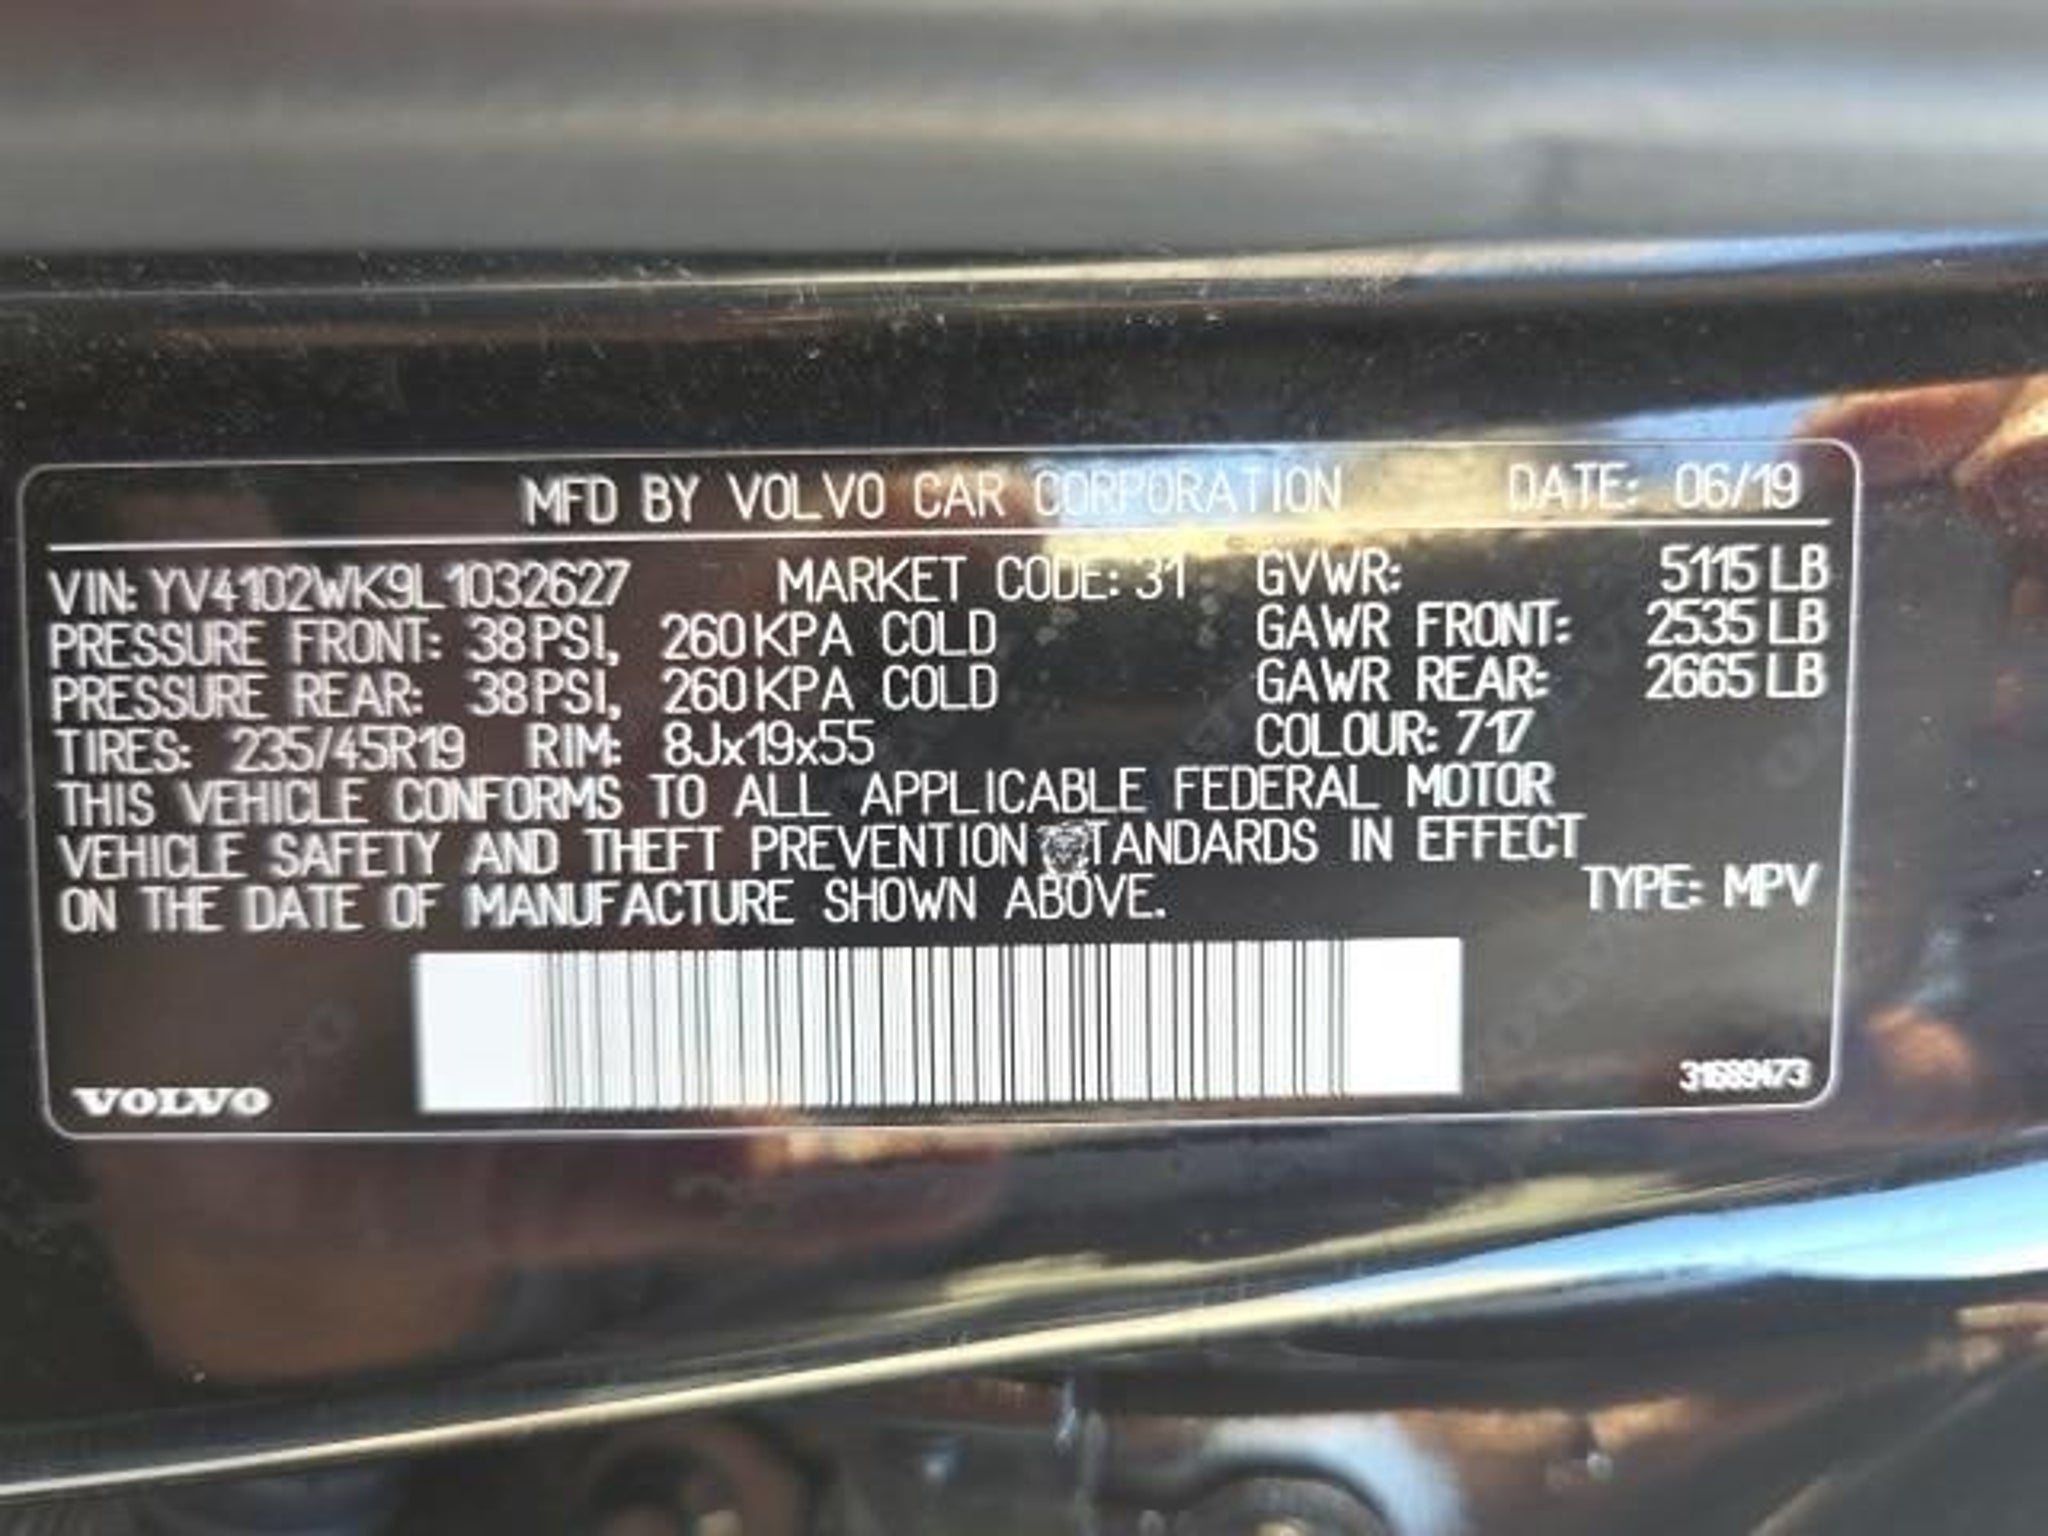 MFD BY VOLVO CAR CORPORATION DATE: 06/19
VIN: YV4102WK9L1032627 MARKET CODE: 31 GVWR: 5115 LB
PRESSURE FRONT: 38 PSI, 260 KPA COLD GAWR FRONT: 2535 LB
PRESSURE REAR: 38 PSI, 260 KPA COLD GAWR REAR: 2665 LB
TIRES: 235/45R19 RIM: 8Jx19x55 COLOUR: 717
THIS VEHICLE CONFORMS TO ALL APPLICABLE FEDERAL MOTOR
VEHICLE SAFETY AND THEFT PREVENTION STANDARDS IN EFFECT
ON THE DATE OF MANUFACTURE SHOWN ABOVE. TYPE: MPV
VOLVO 31689473